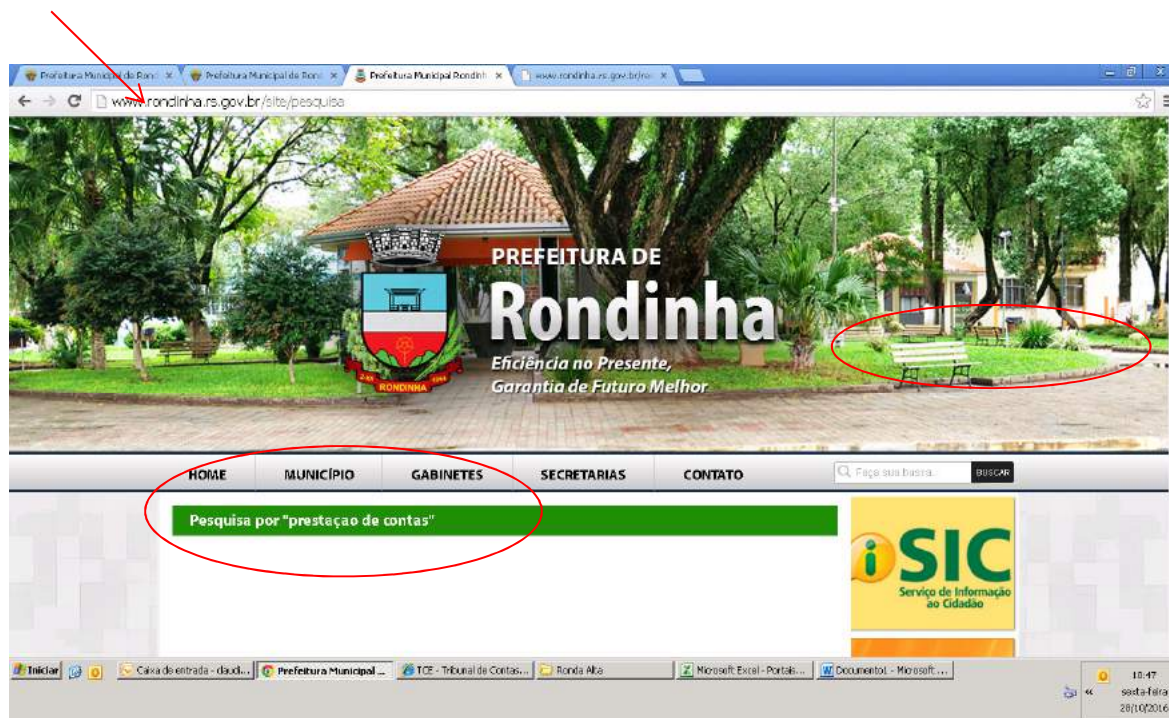 Prefeitura Municipal de Rond
Prefeitura Municipal de Rond
Prefeitura Municipal Rondinh
www.rondinha.rs.gov.br/
www.rondinha.rs.gov.br/site/pesquisa
PREFEITURA DE
Rondinha
Eficiência no Presente,
Garantia de Futuro Melhor
RONDINHA
HOME MUNICÍPIO GABINETES SECRETARIAS CONTATO Faça sua busca... BUSCAR
Pesquisa por "prestaçao de contas"
iSIC
Serviço de Informação
ao Cidadão
Iniciar Caixa de entrada - claudi... Prefeitura Municipal ... TCE - Tribunal de Contas... Ronda Alta Microsoft Excel - Portais... Documento1 - Microsoft ...
10:47
sexta-feira
28/10/2016